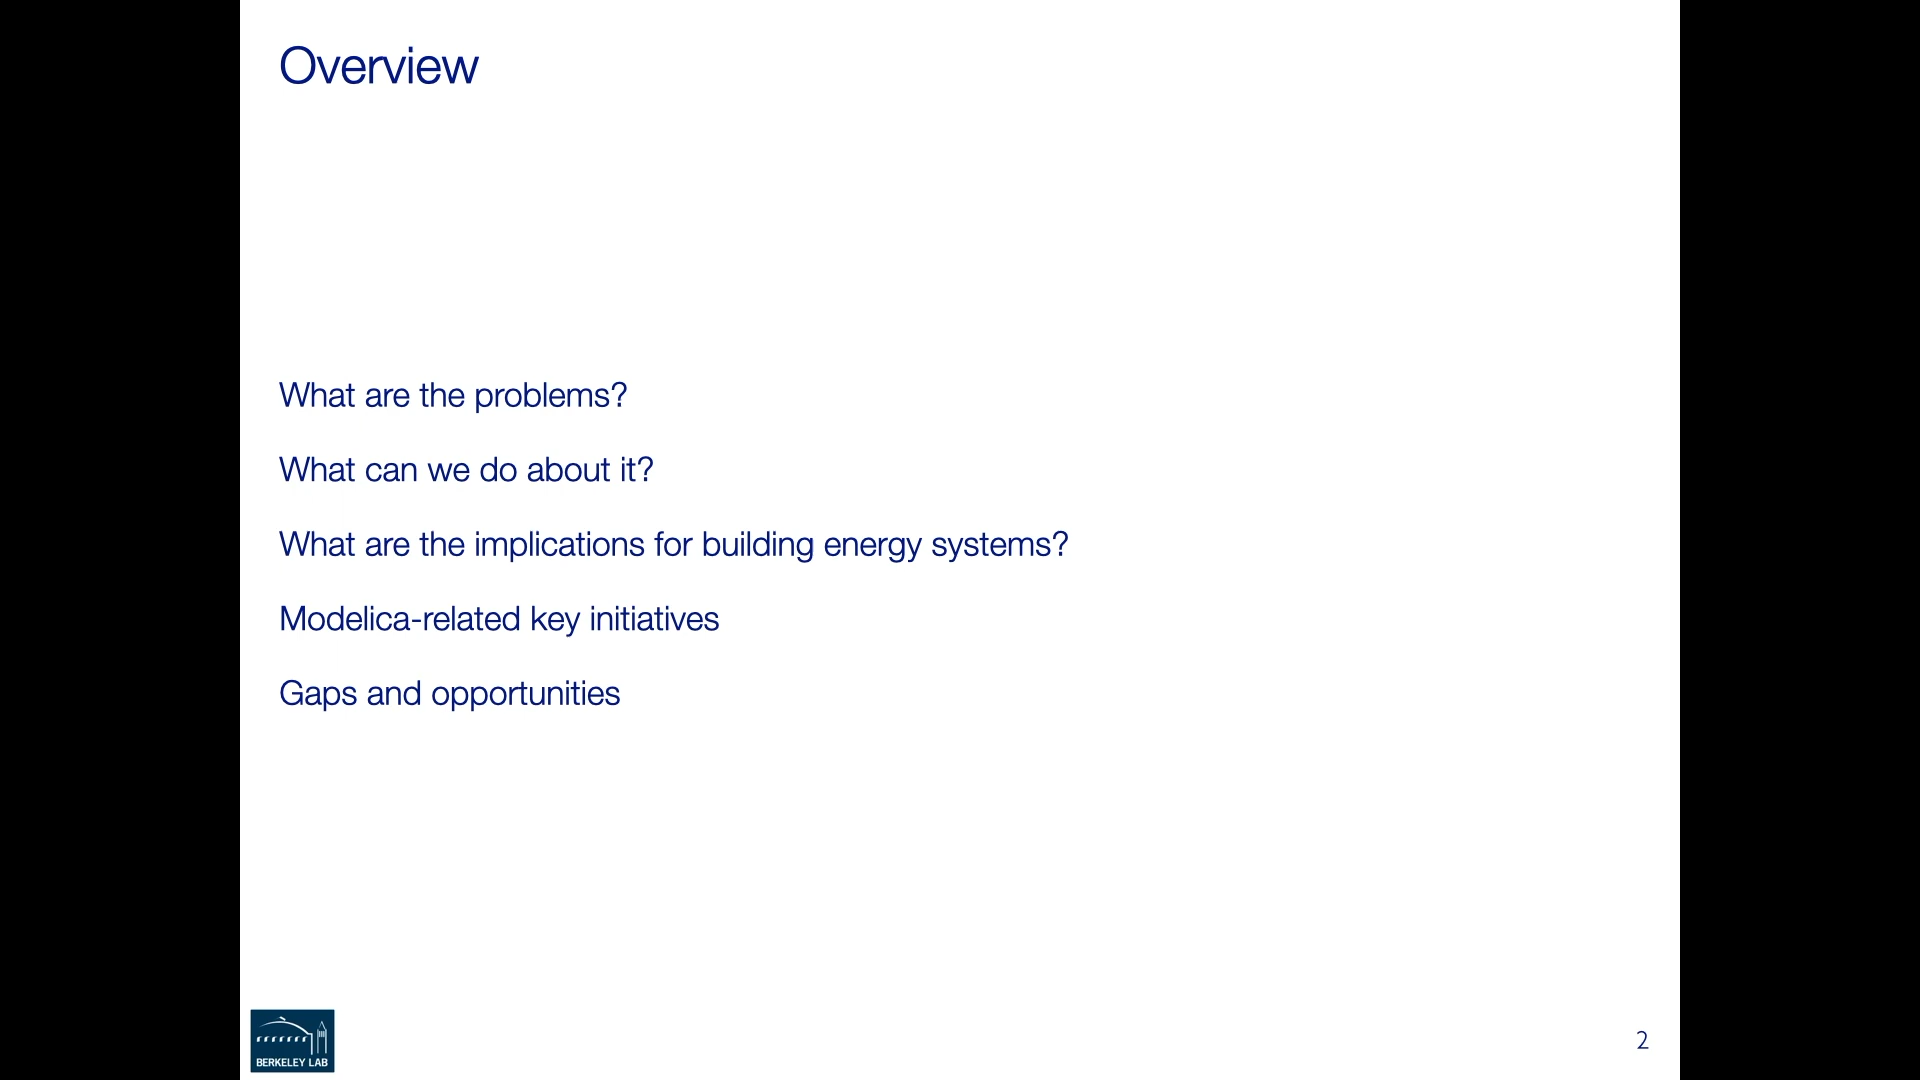 Overview
What are the problems?
What can we do about it?
What are the implications for building energy systems?
Modelica-related key initiatives
Gaps and opportunities
BERKELEY LAB
2